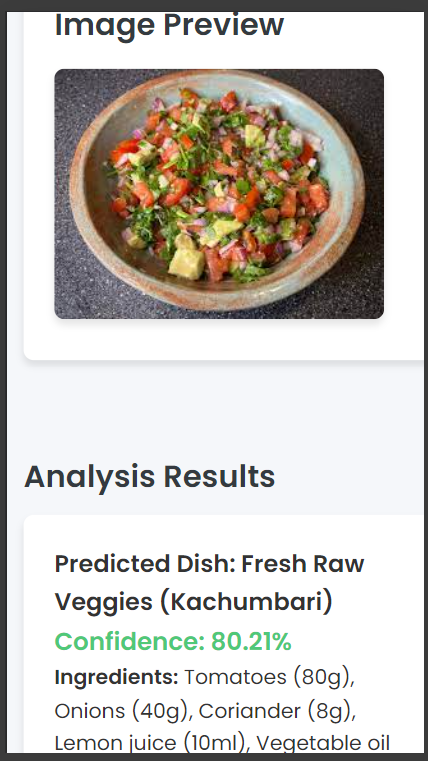 Image Preview
Analysis Results
Predicted Dish: Fresh Raw
Veggies (Kachumbari)
Confidence: 80.21%
Ingredients: Tomatoes (80g),
Onions (40g), Coriander (8g),
Lemon juice (10ml), Vegetable oil